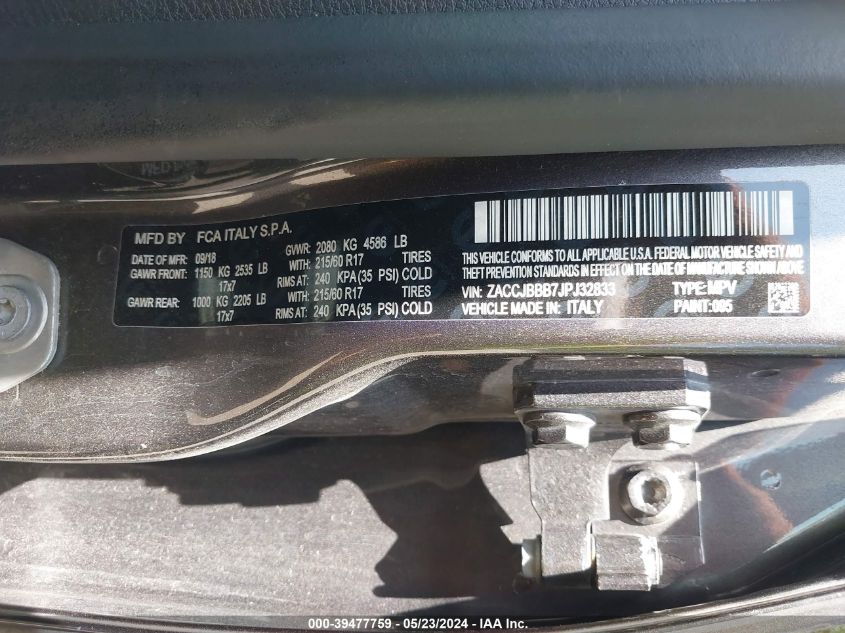 MFD BY FCA ITALY S.P.A.
DATE OF MFR: 09/18 GVWR: 2080 KG 4586 LB
GAWR FRONT: 1150 KG 2535 LB WITH: 215/60 R17 TIRES
17x7 RIMS AT: 240 KPA(35 PSI) COLD
GAWR REAR: 1000 KG 2205 LB WITH: 215/60 R17 TIRES
17x7 RIMS AT: 240 KPA(35 PSI) COLD
THIS VEHICLE CONFORMS TO ALL APPLICABLE U.S.A. FEDERAL MOTOR VEHICLE SAFETY AND
THEFT PREVENTION STANDARDS IN EFFECT ON THE DATE OF MANUFACTURE SHOWN ABOVE.
VIN: ZACCJBBB7JPJ32833 TYPE: MPV
VEHICLE MADE IN: ITALY PAINT: 095
000-39477759 - 05/23/2024 - IAA Inc.